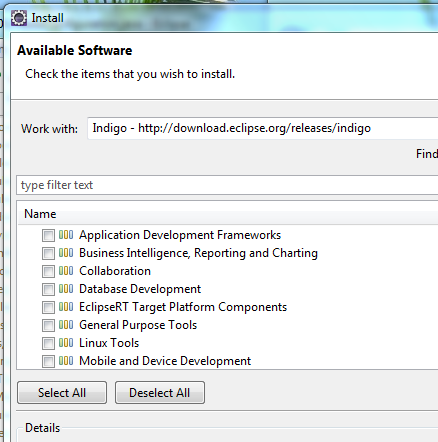 Install
Available Software
Check the items that you wish to install.
Work with: Indigo - http://download.eclipse.org/releases/indigo
Find
type filter text
Name
Application Development Frameworks
Business Intelligence, Reporting and Charting
Collaboration
Database Development
EclipseRT Target Platform Components
General Purpose Tools
Linux Tools
Mobile and Device Development
Select All Deselect All
Details